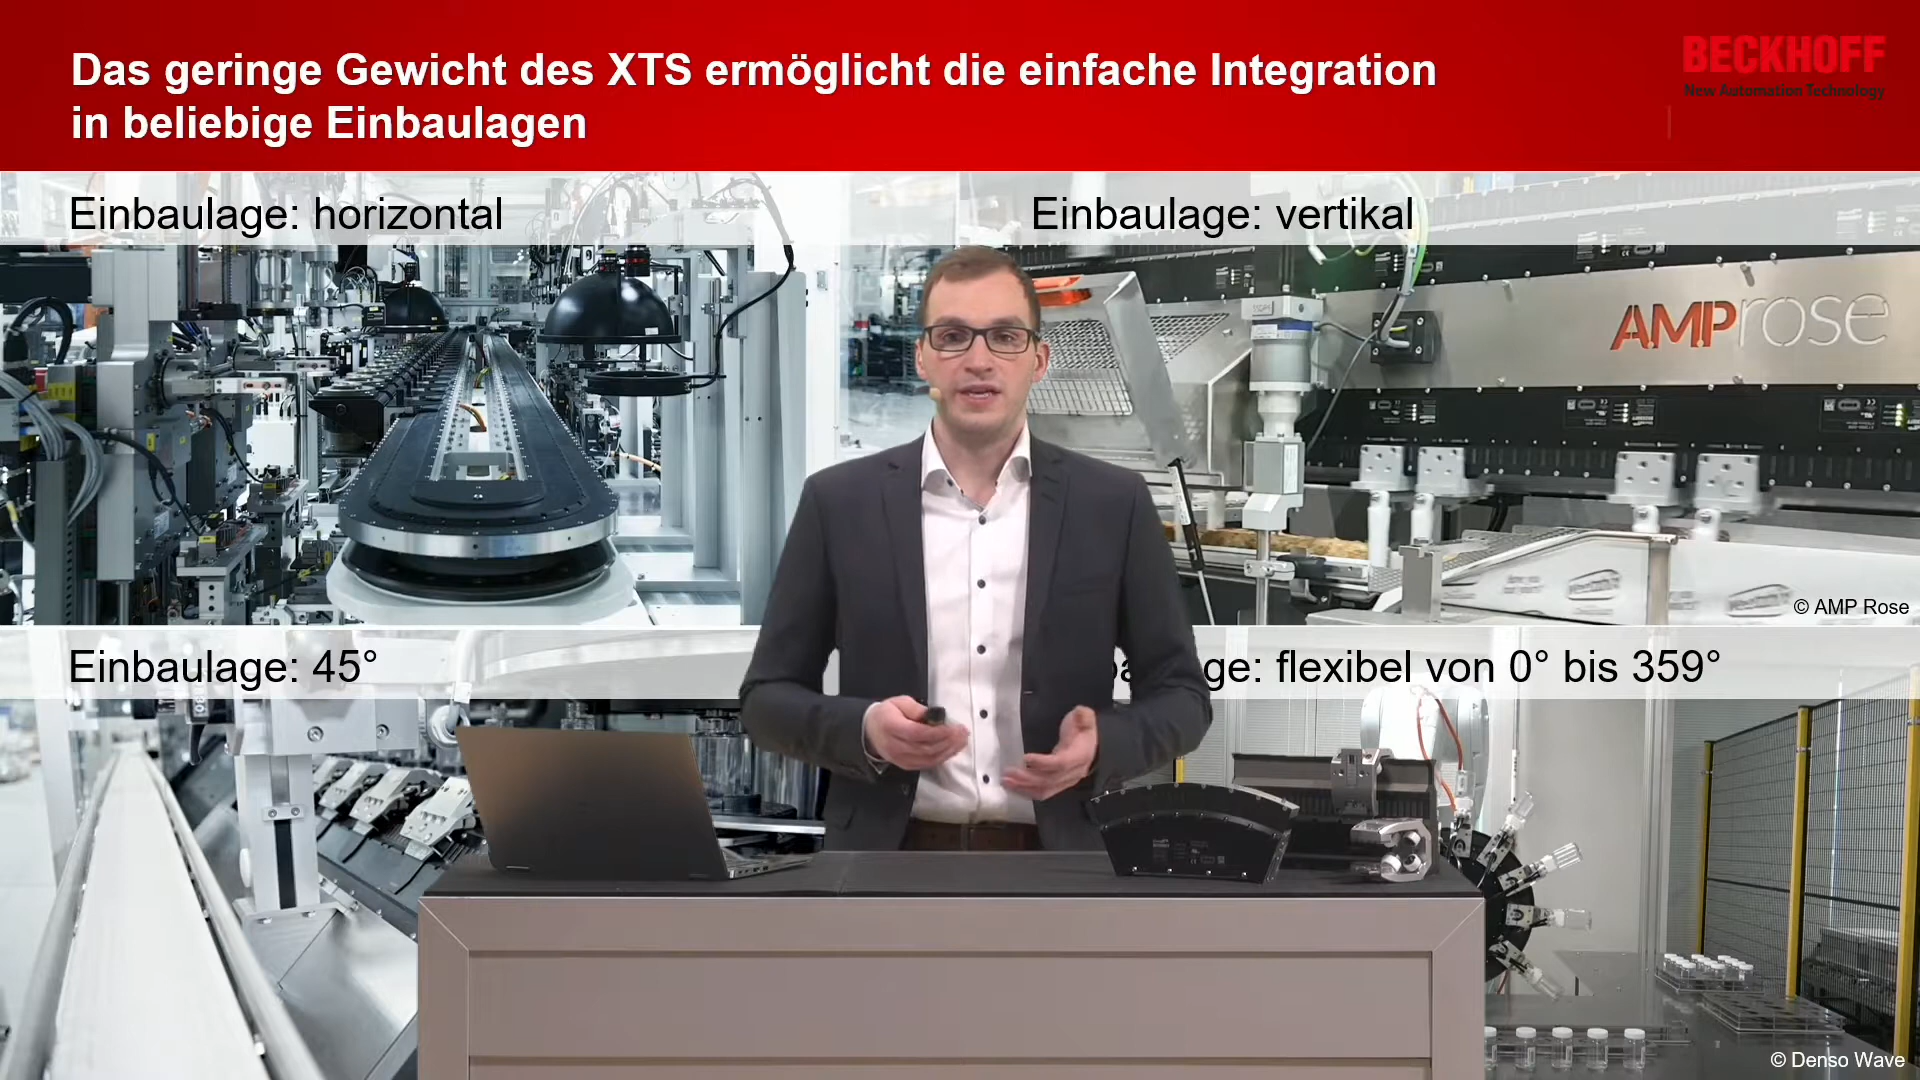 Das geringe Gewicht des XTS ermöglicht die einfache Integration
in beliebige Einbaulagen
BECKHOFF
New Automation Technology
Einbaulage: horizontal
Einbaulage: vertikal
AMProse
© AMP Rose
Einbaulage: 45°
flexibel von 0° bis 359°
© Denso Wave